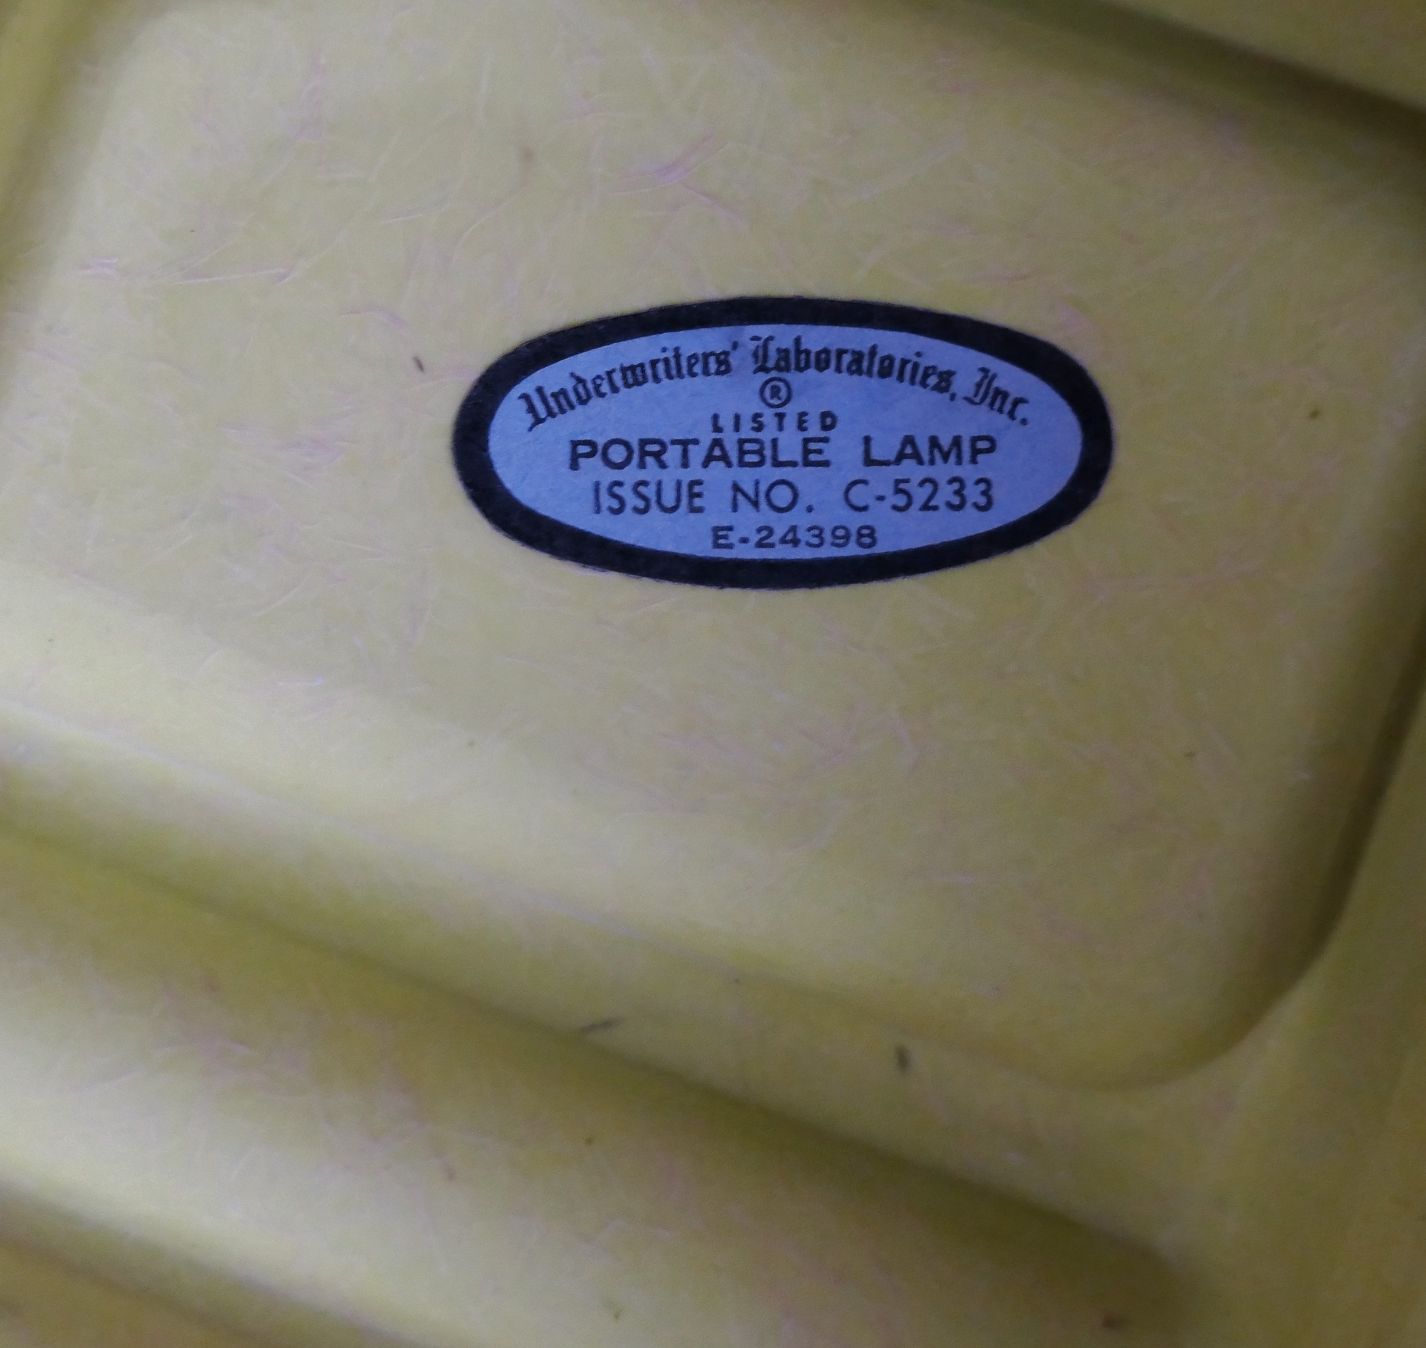 Underwriters' Laboratories, Inc.
®
LISTED
PORTABLE LAMP
ISSUE NO. C-5233
E-24398